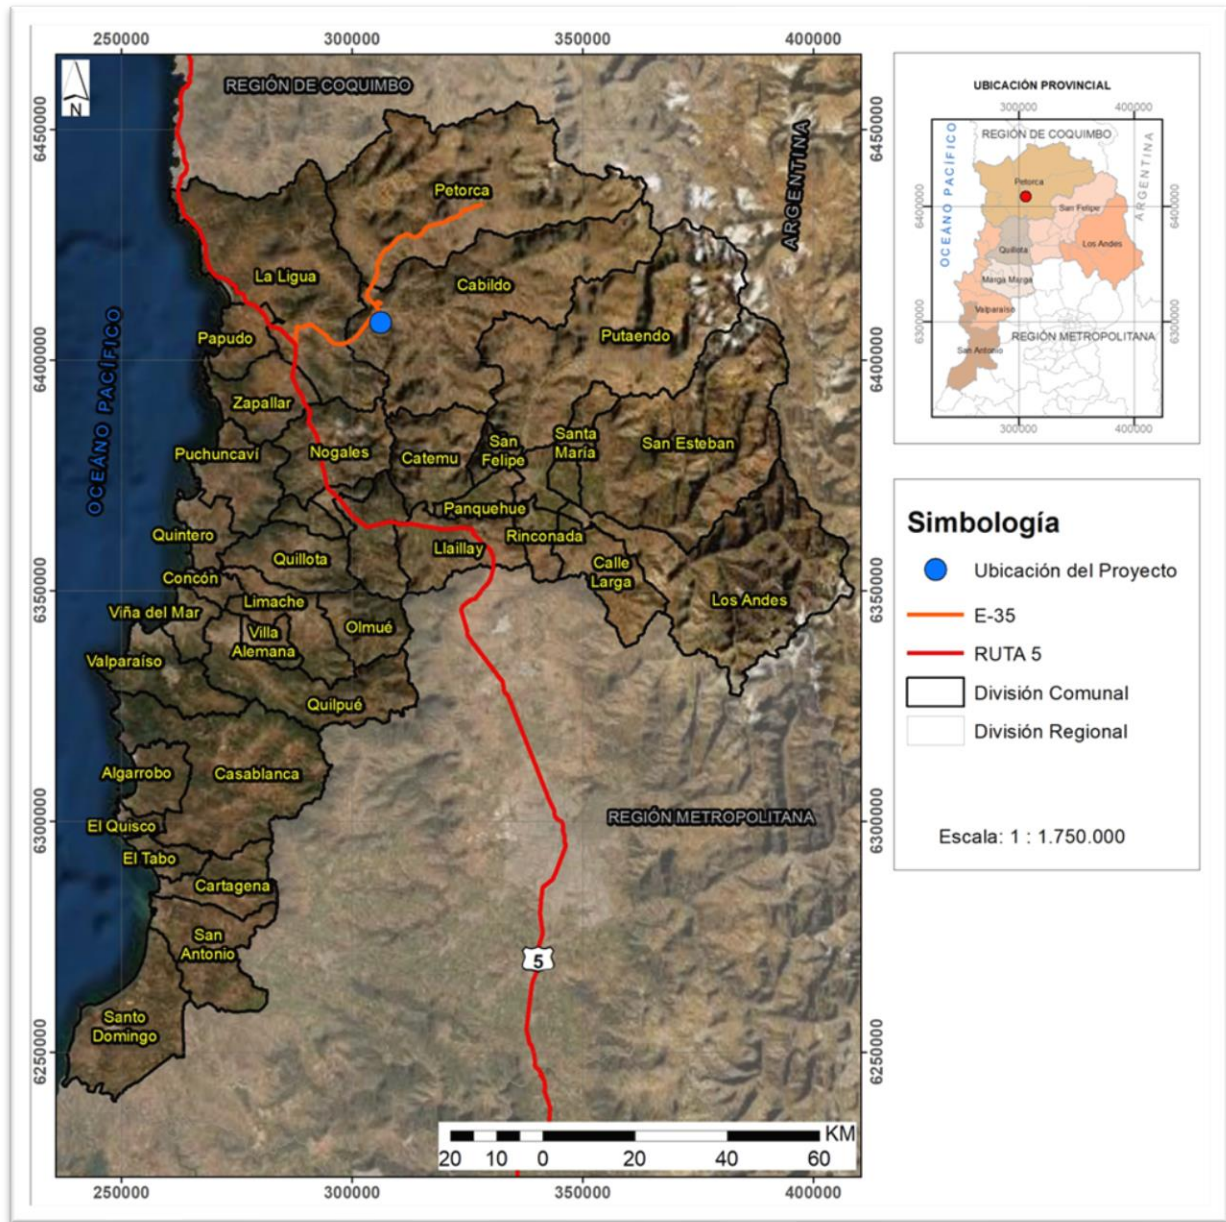 250000
300000
350000
400000
N
REGIÓN DE COQUIMBO
6450000
6450000
ARGENTINA
Petorca
La Ligua
Cabildo
Papudo
Putaendo
OCEÁNO PACÍFICO
6400000
6400000
Zapallar
Puchuncaví
Nogales
Catemu
San
Felipe
Santa
María
San Esteban
Panquehue
Quintero
Rinconada
Llaillay
Quillota
Calle
Larga
Concón
6350000
6350000
Limache
Los Andes
Viña del Mar
Villa
Alemana
Olmué
Valparaíso
Quilpué
Algarrobo
Casablanca
REGIÓN METROPOLITANA
6300000
6300000
El Quisco
El Tabo
Cartagena
San
Antonio
5
Santo
Domingo
6250000
6250000
KM
20 10 0 20 40 60
250000
300000
350000
400000
UBICACIÓN PROVINCIAL
300000
400000
REGIÓN DE COQUIMBO
OCEÁNO PACÍFICO
ARGENTINA
Petorca
6400000
6400000
San Felipe
Los Andes
Quillota
Marga Marga
Valparaíso
6300000
6300000
REGIÓN METROPOLITANA
San Antonio
300000
400000
Simbología
Ubicación del Proyecto
E-35
RUTA 5
División Comunal
División Regional
Escala: 1 : 1.750.000